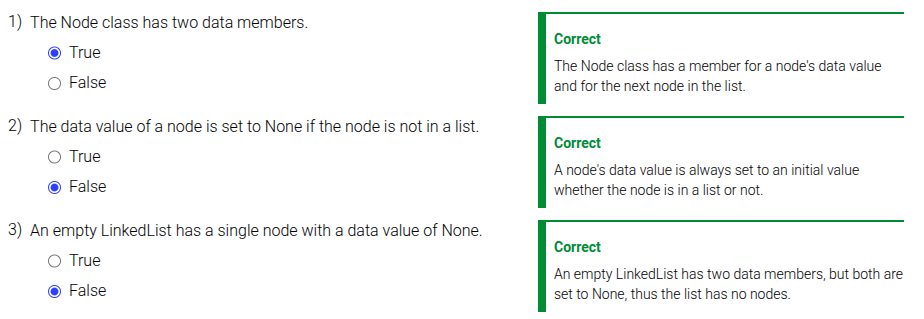 1) The Node class has two data members.
True
False
Correct
The Node class has a member for a node's data value
and for the next node in the list.
2) The data value of a node is set to None if the node is not in a list.
True
False
Correct
A node's data value is always set to an initial value
whether the node is in a list or not.
3) An empty LinkedList has a single node with a data value of None.
True
False
Correct
An empty LinkedList has two data members, but both are
set to None, thus the list has no nodes.